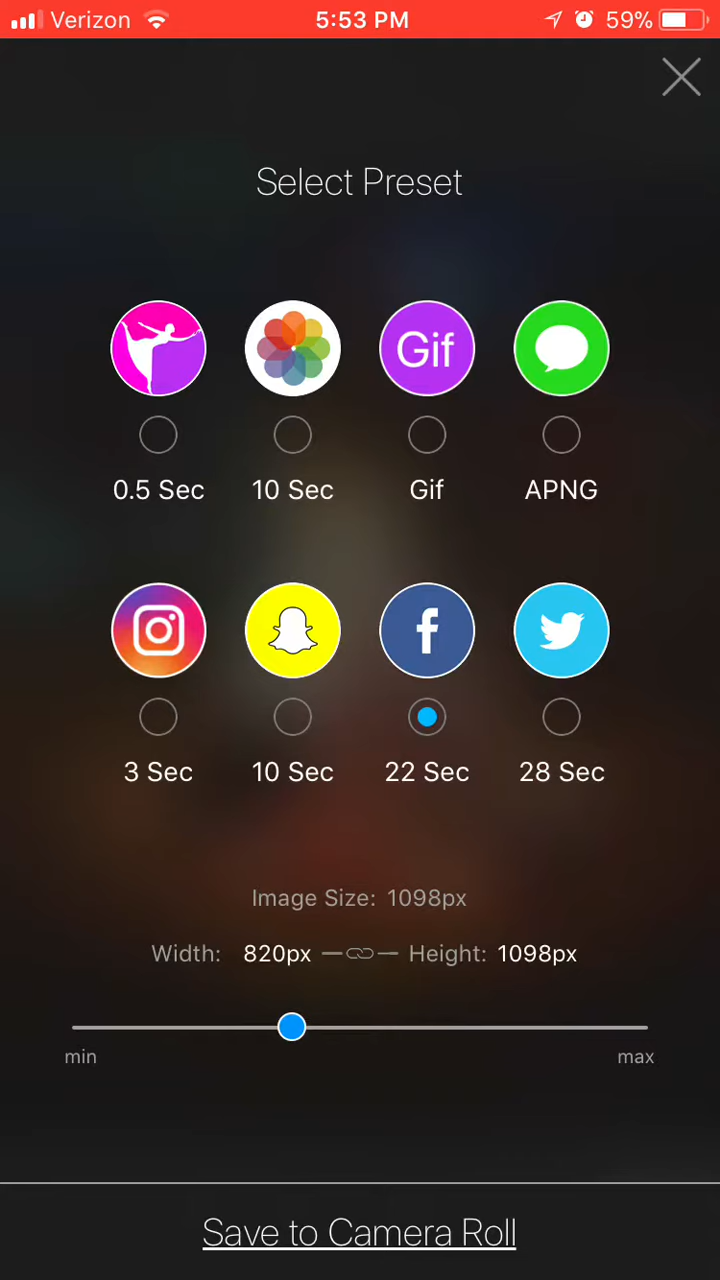 Verizon 5:53 PM 59%
Select Preset
Gif
0.5 Sec 10 Sec Gif APNG
f
3 Sec 10 Sec 22 Sec 28 Sec
Image Size: 1098px
Width: 820px Height: 1098px
min max
Save to Camera Roll